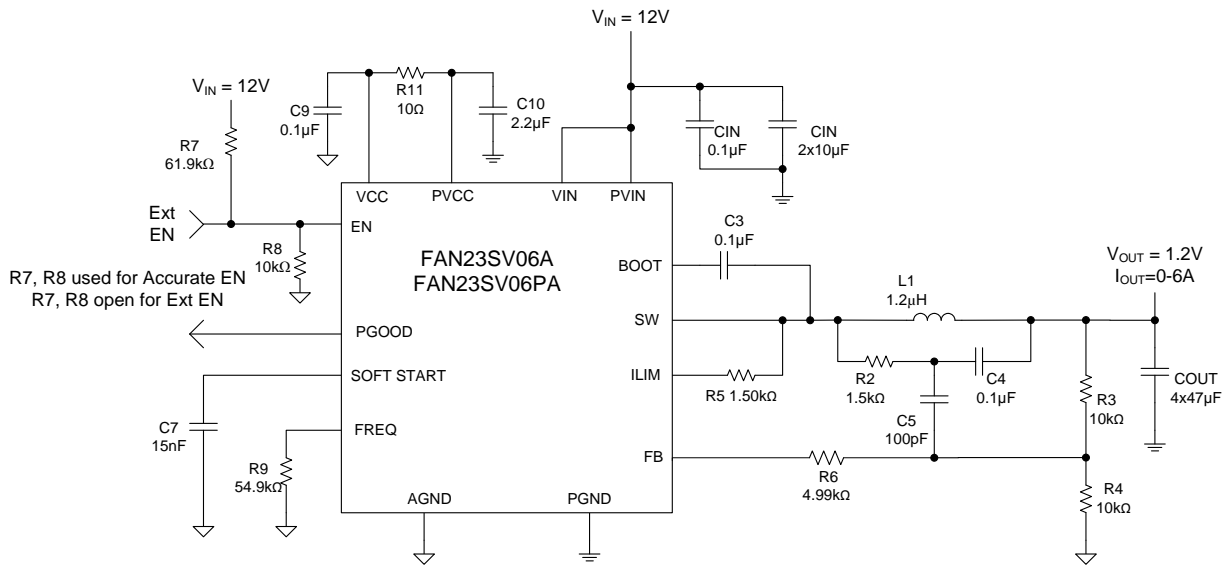 V_IN = 12V
V_IN = 12V
R11
10Ω
C9
0.1µF
C10
2.2µF
R7
61.9kΩ
CIN
0.1µF
CIN
2x10µF
VCC
PVCC
VIN
PVIN
Ext
EN
EN
R8
10kΩ
R7, R8 used for Accurate EN
R7, R8 open for Ext EN
FAN23SV06A
FAN23SV06PA
BOOT
C3
0.1µF
V_OUT = 1.2V
I_OUT=0-6A
L1
1.2µH
SW
PGOOD
SOFT START
ILIM
R5 1.50kΩ
R2
1.5kΩ
C4
0.1µF
C5
100pF
R3
10kΩ
COUT
4x47µF
C7
15nF
FREQ
R9
54.9kΩ
FB
R6
4.99kΩ
R4
10kΩ
AGND
PGND